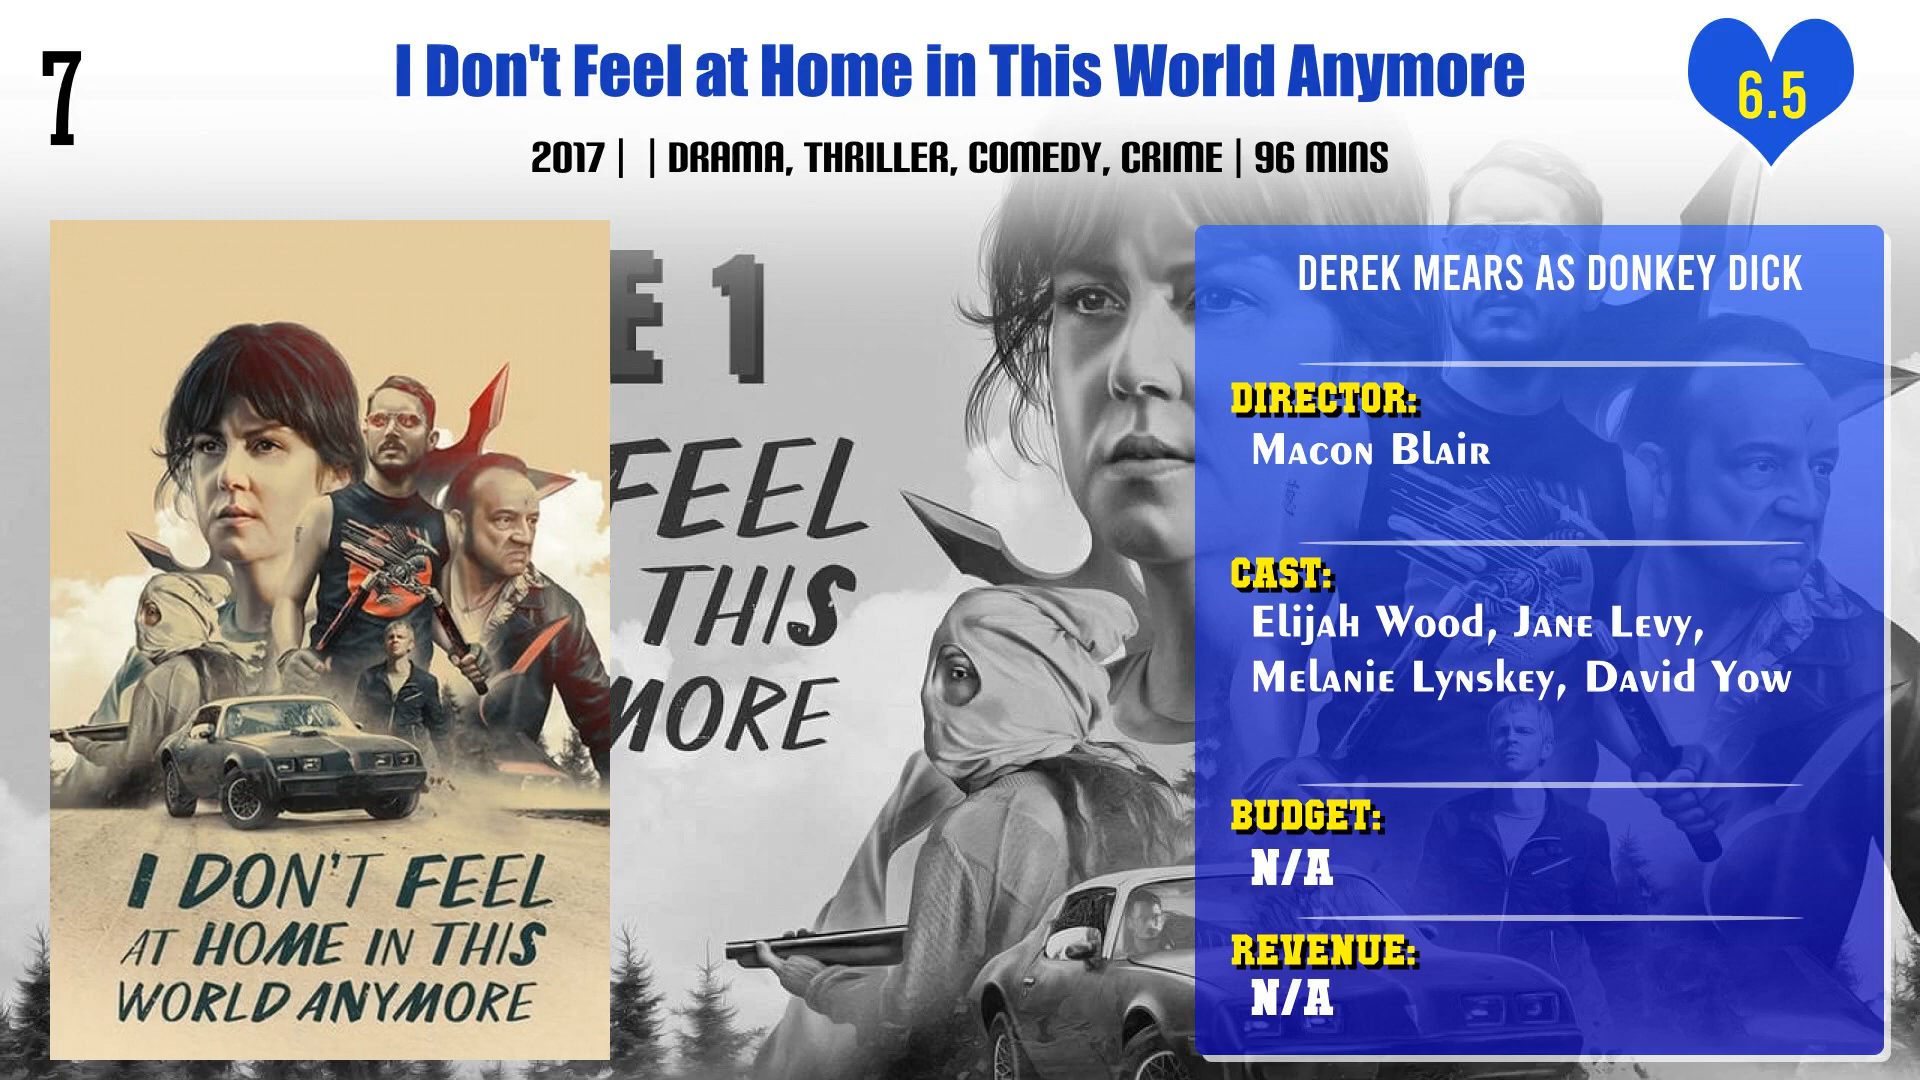 7
I Don't Feel at Home in This World Anymore
6.5
2017 | | DRAMA, THRILLER, COMEDY, CRIME | 96 MINS
I DON'T FEEL
AT HOME IN THIS
WORLD ANYMORE
E 1
FEEL
THIS
MORE
DEREK MEARS AS DONKEY DICK
DIRECTOR:
Macon Blair
CAST:
Elijah Wood, Jane Levy,
Melanie Lynskey, David Yow
BUDGET:
N/A
REVENUE:
N/A